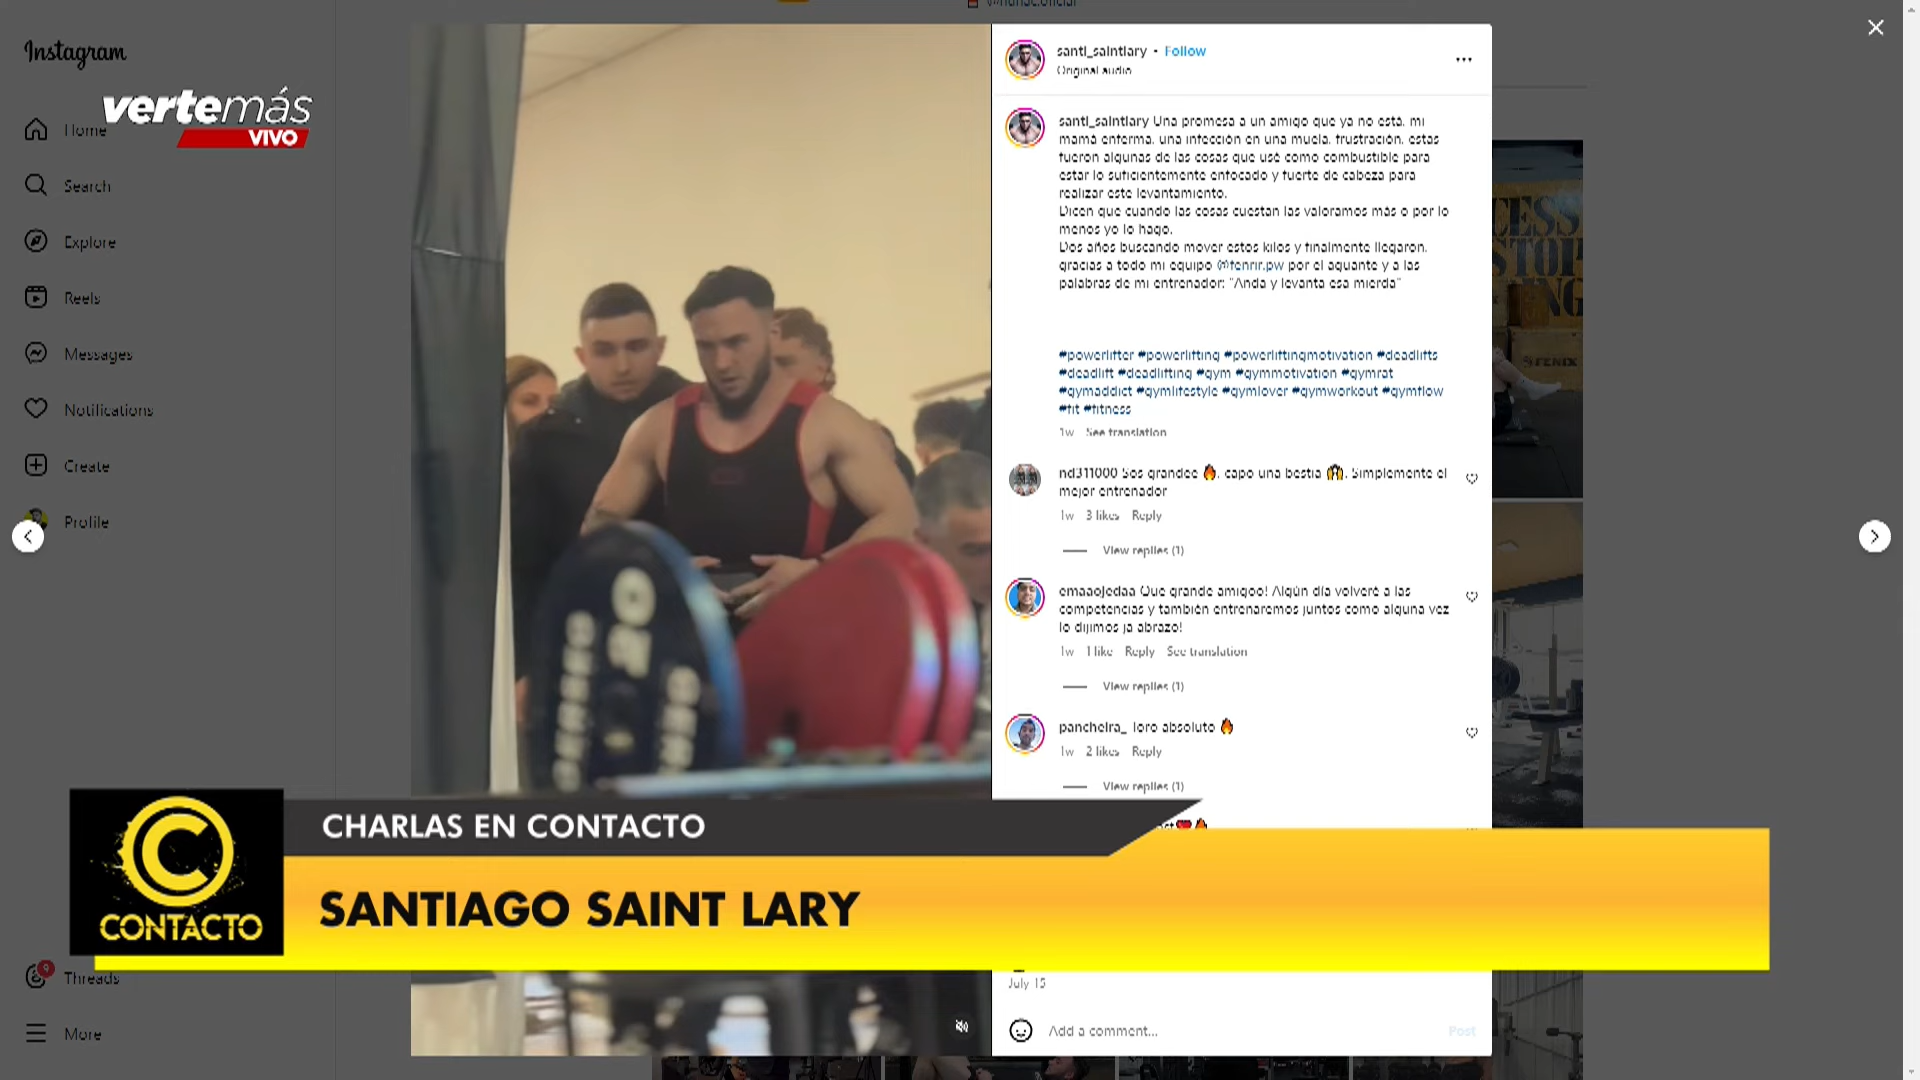 @nunac.oficial
Instagram
vertemás
VIVO
Home
Search
Explore
Reels
Messages
Notifications
Create
Profile
Threads
9
More
santi_saintlary • Follow
Original audio
santi_saintlary Una promesa a un amigo que ya no está, mi
mamá enferma, una infección en una muela, frustración, estas
fueron algunas de las cosas que usé como combustible para
estar lo suficientemente enfocado y fuerte de cabeza para
realizar este levantamiento.
Dicen que cuando las cosas cuestan las valoramos más o por lo
menos yo lo hago.
Dos años buscando mover estos kilos y finalmente llegaron,
gracias a todo mi equipo @fenrir.pw por el aguante y a las
palabras de mi entrenador: "Anda y levanta esa mierda"
#powerlifter #powerlifting #powerliftingmotivation #deadlifts
#deadlift #deadlifting #gym #gymmotivation #gymrat
#gymaddict #gymlifestyle #gymlover #gymworkout #gymflow
#fit #fitness
1w See translation
nd311000 Sos grandee 🔥, capo una bestia 🙌. Simplemente el
mejor entrenador
1w 3 likes Reply
View replies (1)
emaaojedaa Que grande amigoo! Algún día volveré a las
competencias y también entrenaremos juntos como alguna vez
lo dijimos ja abrazo!
1w 1 like Reply See translation
View replies (1)
pancheira_ Toro absoluto 🔥
1w 2 likes Reply
View replies (1)
July 15
Add a comment...
Post
FENIX
CHARLAS EN CONTACTO
SANTIAGO SAINT LARY
C
CONTACTO